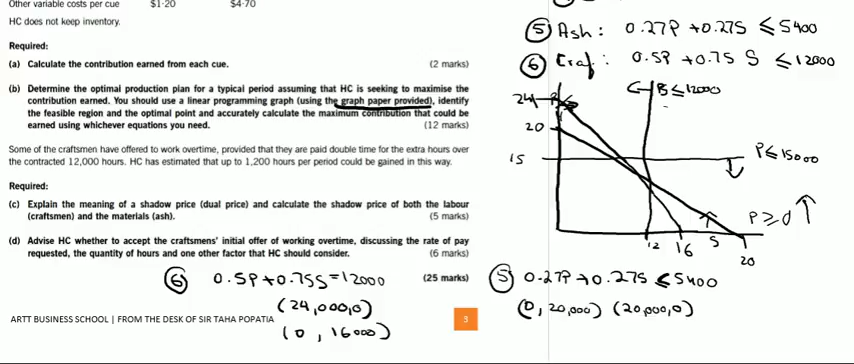 Other variable costs per cue $1·20 $4·70
HC does not keep inventory.
Required:
(a) Calculate the contribution earned from each cue. (2 marks)
(b) Determine the optimal production plan for a typical period assuming that HC is seeking to maximise the
contribution earned. You should use a linear programming graph (using the graph paper provided), identify
the feasible region and the optimal point and accurately calculate the maximum contribution that could be
earned using whichever equations you need. (12 marks)
Some of the craftsmen have offered to work overtime, provided that they are paid double time for the extra hours over
the contracted 12,000 hours. HC has estimated that up to 1,200 hours per period could be gained in this way.
Required:
(c) Explain the meaning of a shadow price (dual price) and calculate the shadow price of both the labour
(craftsmen) and the materials (ash). (5 marks)
(d) Advise HC whether to accept the craftsmen's initial offer of working overtime, discussing the rate of pay
requested, the quantity of hours and one other factor that HC should consider. (6 marks)
(25 marks)
6 0.5P+0.75S=12000
(24,000,0)
(0, 16000)
ARTT BUSINESS SCHOOL | FROM THE DESK OF SIR TAHA POPATIA
3
5 Ash: 0.27P+0.27S ≤5400
6 Craf: 0.5P+0.75 S ≤12000
≤12000
24
20
15
P≤15000
P≥0
12 16 S 20
5 0.27P+0.27S ≤5400
(0, 20,000) (20,000,0)